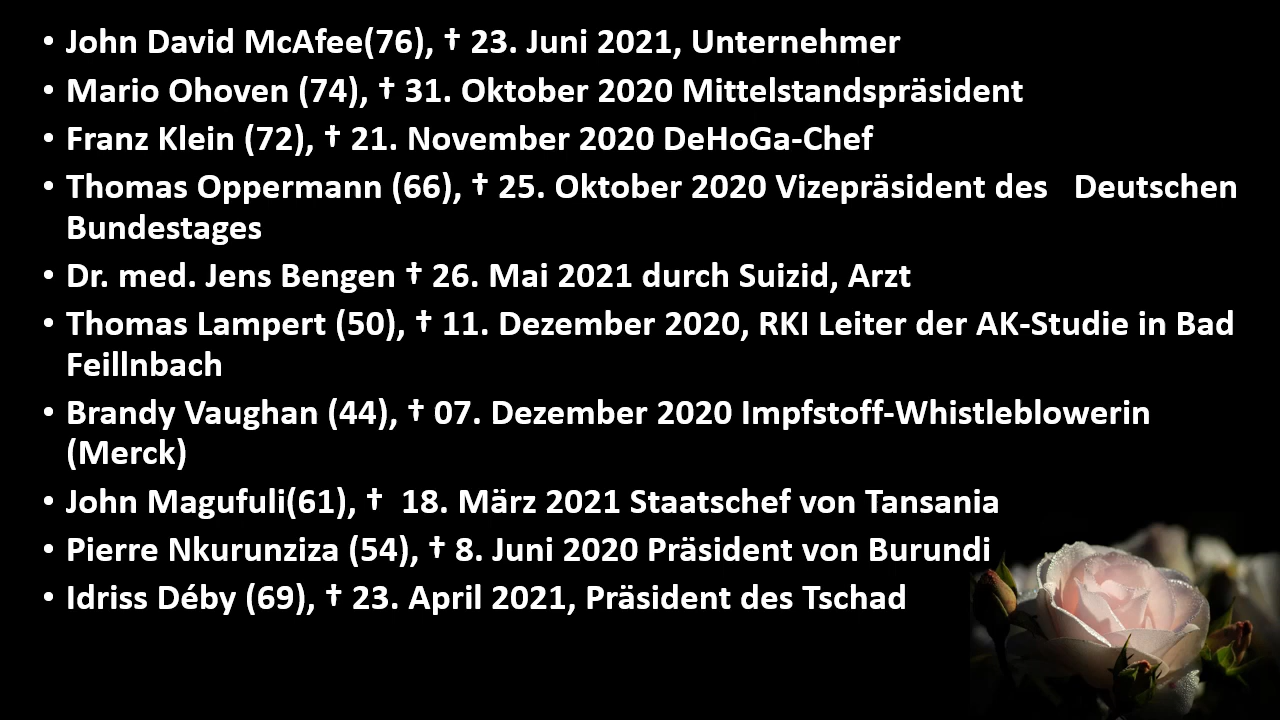 • John David McAfee(76), ✝ 23. Juni 2021, Unternehmer
• Mario Ohoven (74), ✝ 31. Oktober 2020 Mittelstandspräsident
• Franz Klein (72), ✝ 21. November 2020 DeHoGa-Chef
• Thomas Oppermann (66), ✝ 25. Oktober 2020 Vizepräsident des   Deutschen
Bundestages
• Dr. med. Jens Bengen ✝ 26. Mai 2021 durch Suizid, Arzt
• Thomas Lampert (50), ✝ 11. Dezember 2020, RKI Leiter der AK-Studie in Bad
Feillnbach
• Brandy Vaughan (44), ✝ 07. Dezember 2020 Impfstoff-Whistleblowerin
(Merck)
• John Magufuli(61), ✝  18. März 2021 Staatschef von Tansania
• Pierre Nkurunziza (54), ✝ 8. Juni 2020 Präsident von Burundi
• Idriss Déby (69), ✝ 23. April 2021, Präsident des Tschad